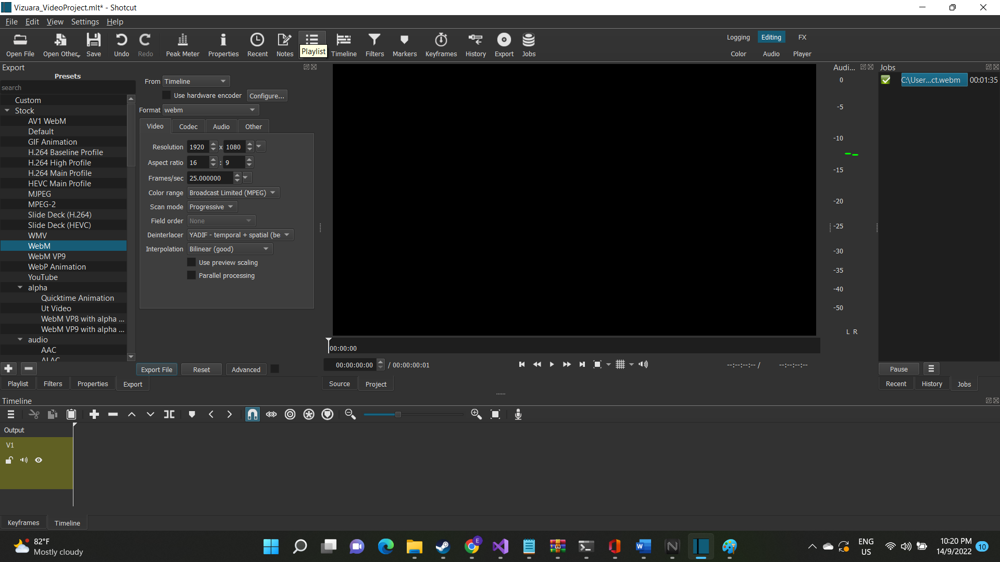 Vizuara_VideoProject.mlt* - Shotcut
File Edit View Settings Help
Open File Open Other Save Undo Redo Peak Meter Properties Recent Notes Playlist Timeline Filters Markers Keyframes History Export Jobs
Logging Editing FX
Color Audio Player
Export
Presets
search
Custom
Stock
AV1 WebM
Default
GIF Animation
H.264 Baseline Profile
H.264 High Profile
H.264 Main Profile
HEVC Main Profile
MJPEG
MPEG-2
Slide Deck (H.264)
Slide Deck (HEVC)
WMV
WebM
WebM VP9
WebP Animation
YouTube
alpha
Quicktime Animation
Ut Video
WebM VP8 with alpha ...
WebM VP9 with alpha ...
audio
AAC
ALAC
From Timeline
Use hardware encoder Configure...
Format webm
Video Codec Audio Other
Resolution 1920 x 1080
Aspect ratio 16 : 9
Frames/sec 25.000000
Color range Broadcast Limited (MPEG)
Scan mode Progressive
Field order None
Deinterlacer YADIF - temporal + spatial (be
Interpolation Bilinear (good)
Use preview scaling
Parallel processing
Export File Reset Advanced
Playlist Filters Properties Export
00:00:00
00:00:00:00 / 00:00:00:01
--:--:--:-- / --:--:--:--
Source Project
Audi...
0
-5
-10
-15
-20
-25
-30
-35
-40
-50
L R
Jobs
C:\User...ct.webm 00:01:35
Pause
Recent History Jobs
Timeline
Output
V1
Keyframes Timeline
82°F
Mostly cloudy
E
N
ENG
US
10:20 PM
14/9/2022
10